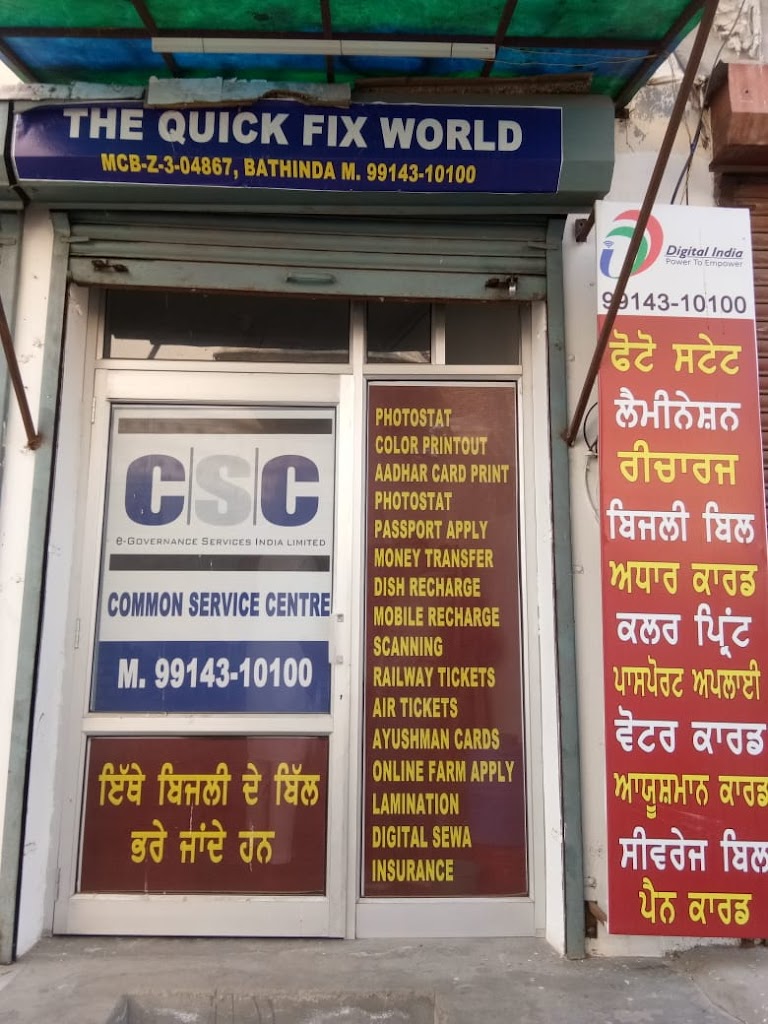 THE QUICK FIX WORLD
MCB-Z-3-04867, BATHINDA M. 99143-10100
CSC
e-Governance Services India Limited
COMMON SERVICE CENTRE
M. 99143-10100
ਇੱਥੇ ਬਿਜਲੀ ਦੇ ਬਿੱਲ
ਭਰੇ ਜਾਂਦੇ ਹਨ
PHOTOSTAT
COLOR PRINTOUT
AADHAR CARD PRINT
PHOTOSTAT
PASSPORT APPLY
MONEY TRANSFER
DISH RECHARGE
MOBILE RECHARGE
SCANNING
RAILWAY TICKETS
AIR TICKETS
AYUSHMAN CARDS
ONLINE FARM APPLY
LAMINATION
DIGITAL SEWA
INSURANCE
Digital India
Power To Empower
99143-10100
ਫੋਟੋ ਸਟੇਟ
ਲੈਮੀਨੇਸ਼ਨ
ਰੀਚਾਰਜ
ਬਿਜਲੀ ਬਿਲ
ਅਧਾਰ ਕਾਰਡ
ਕਲਰ ਪ੍ਰਿੰਟ
ਪਾਸਪੋਰਟ ਅਪਲਾਈ
ਵੋਟਰ ਕਾਰਡ
ਆਯੂਸ਼ਮਾਨ ਕਾਰਡ
ਸੀਵਰੇਜ ਬਿਲ
ਪੈਨ ਕਾਰਡ